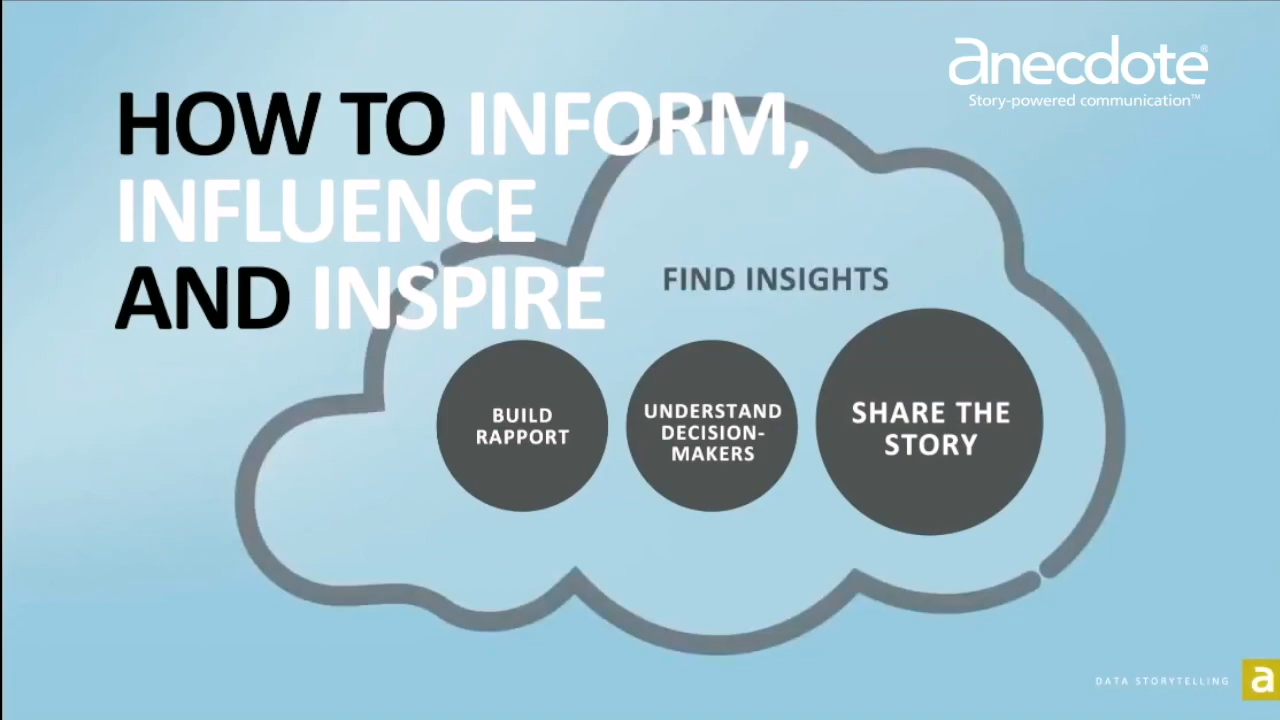 anecdote®
Story-powered communication™
HOW TO INFORM,
INFLUENCE
AND INSPIRE
FIND INSIGHTS
BUILD
RAPPORT
UNDERSTAND
DECISION-
MAKERS
SHARE THE
STORY
DATA STORYTELLING
a